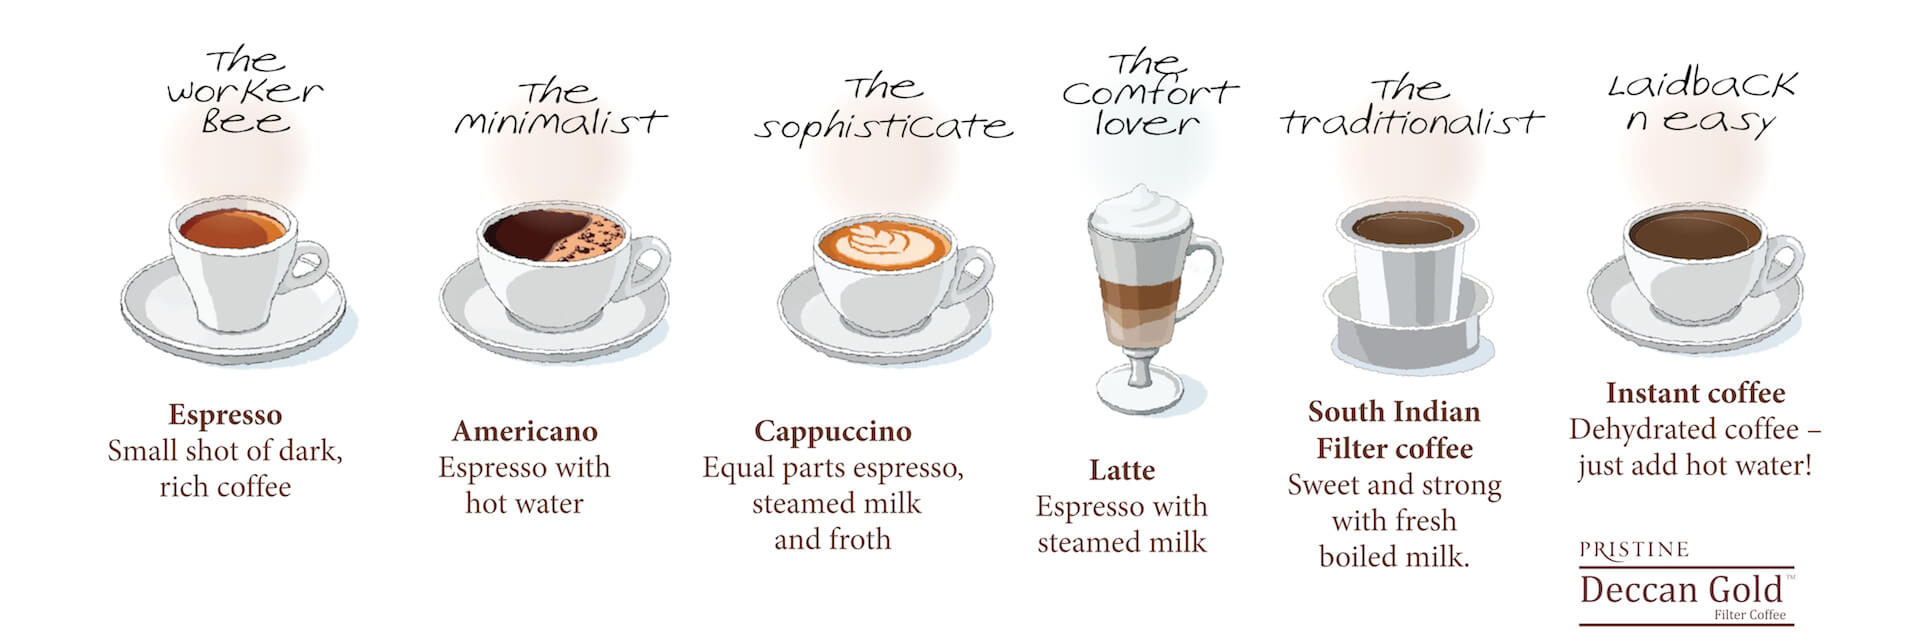 The
worker
Bee
Espresso
Small shot of dark,
rich coffee
The
minimalist
Americano
Espresso with
hot water
The
sophisticate
Cappuccino
Equal parts espresso,
steamed milk
and froth
The
Comfort
lover
Latte
Espresso with
steamed milk
The
traditionalist
South Indian
Filter coffee
Sweet and strong
with fresh
boiled milk.
Laidback
n easy
Instant coffee
Dehydrated coffee –
just add hot water!
PRISTINE
Deccan Gold™
Filter Coffee